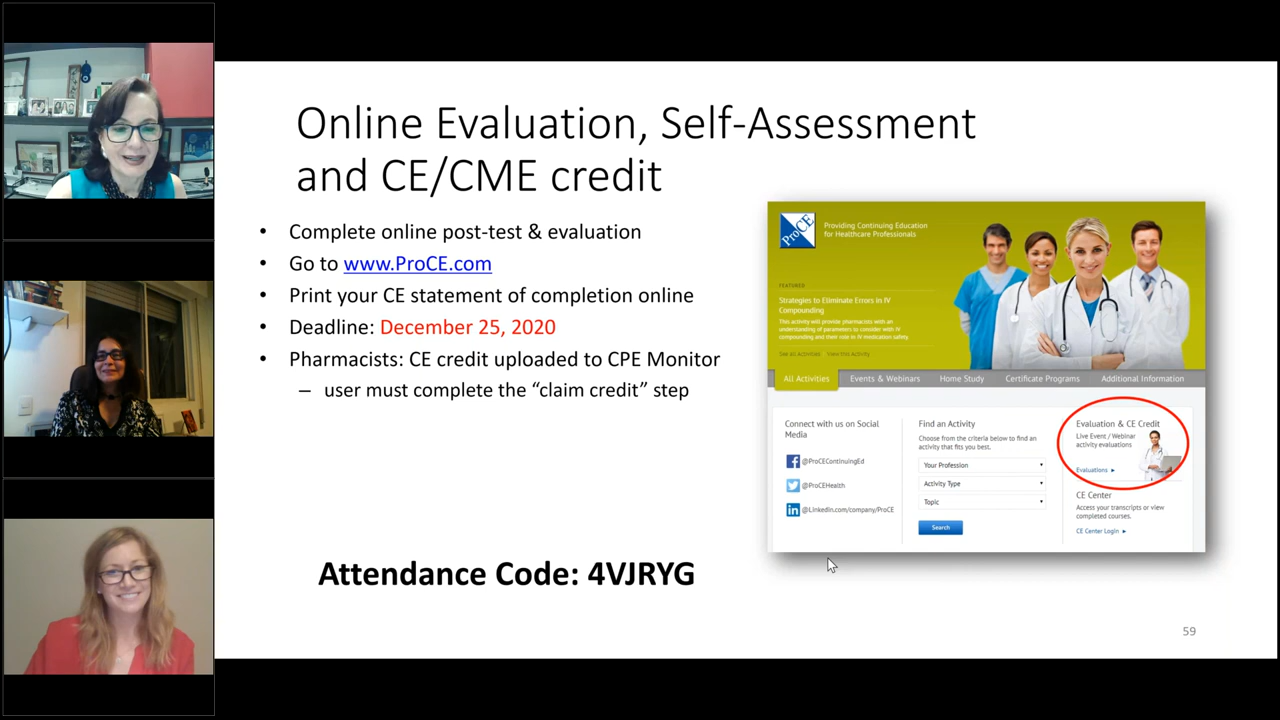 Online Evaluation, Self-Assessment
and CE/CME credit
• Complete online post-test & evaluation
• Go to www.ProCE.com
• Print your CE statement of completion online
• Deadline: December 25, 2020
• Pharmacists: CE credit uploaded to CPE Monitor
– user must complete the “claim credit” step
Attendance Code: 4VJRYG
ProCE
Providing Continuing Education
for Healthcare Professionals
FEATURED
Strategies to Eliminate Errors in IV
Compounding
This activity will provide pharmacists with an
understanding of parameters to consider with IV
compounding and their role in IV medication safety
See all Activities | View this Activity
All Activities
Events & Webinars
Home Study
Certificate Programs
Additional Information
Connect with us on Social
Media
@ProCEContinuingEd
@ProCEHealth
@Linkedin.com/company/ProCE
Find an Activity
Choose from the criteria below to find an
activity that fits you best.
Your Profession
Activity Type
Topic
Search
Evaluation & CE Credit
Live Event / Webinar
activity evaluations
Evaluations
CE Center
Access your transcripts or view
completed courses.
CE Center Login
59